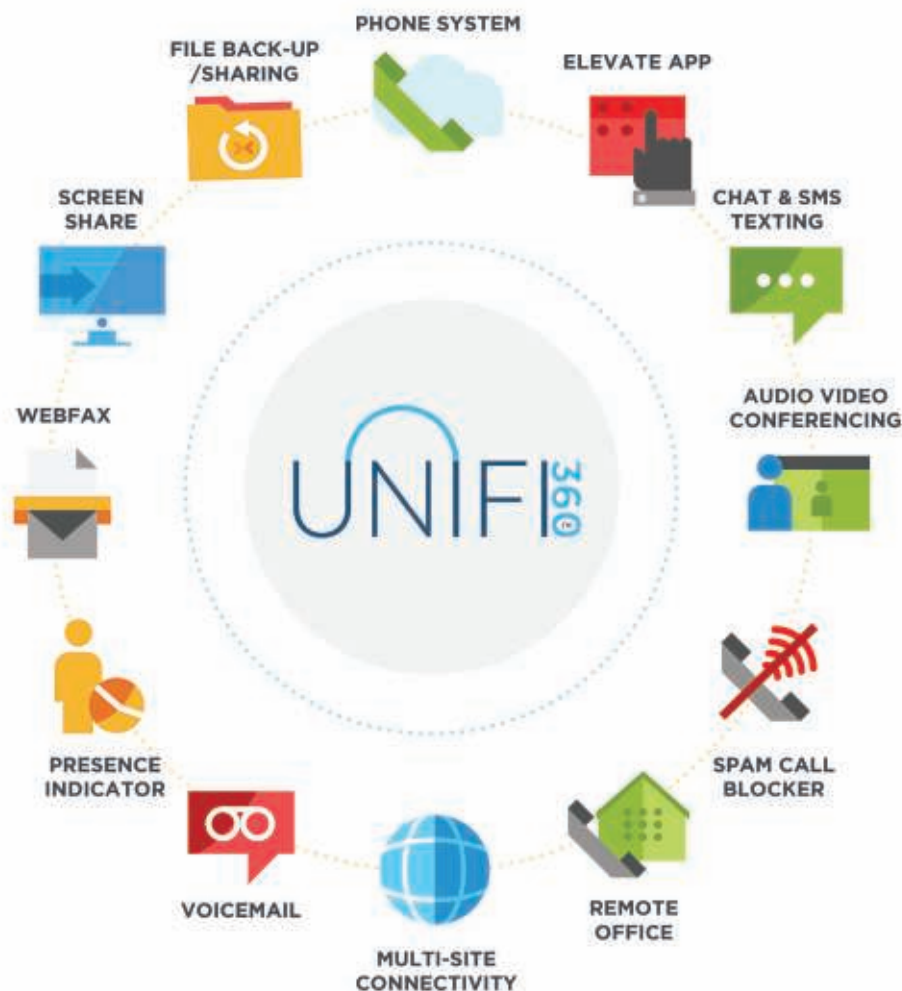 PHONE SYSTEM
ELEVATE APP
CHAT & SMS
TEXTING
AUDIO VIDEO
CONFERENCING
SPAM CALL
BLOCKER
REMOTE
OFFICE
MULTI-SITE
CONNECTIVITY
VOICEMAIL
PRESENCE
INDICATOR
WEBFAX
SCREEN
SHARE
FILE BACK-UP
/SHARING
UNIFI
360